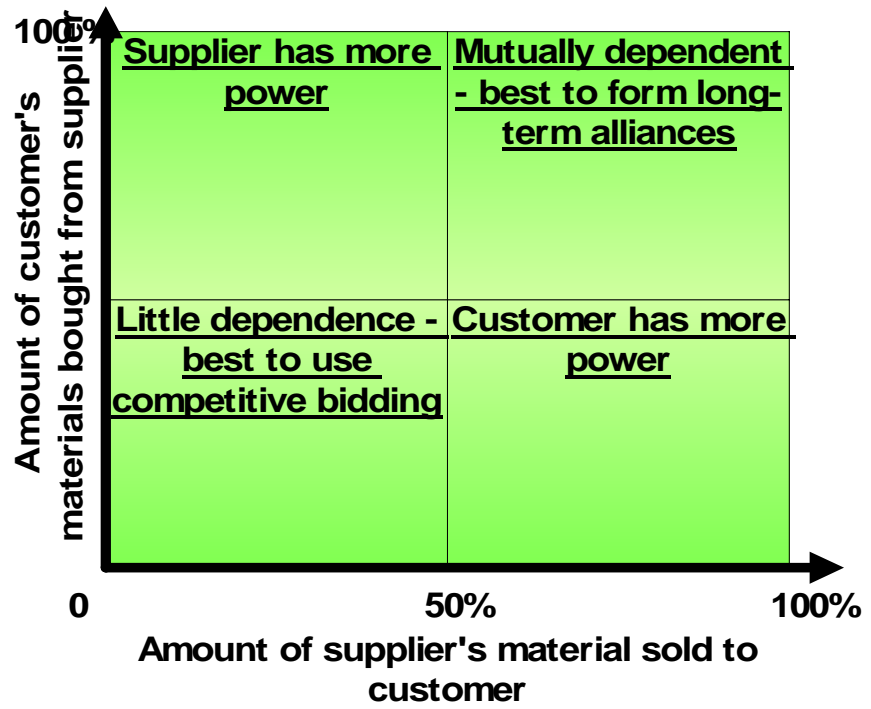 100%
Amount of customer's
materials bought from supplier
Supplier has more
power
Mutually dependent
- best to form long-
term alliances
Little dependence -
best to use
competitive bidding
Customer has more
power
0
50%
100%
Amount of supplier's material sold to
customer